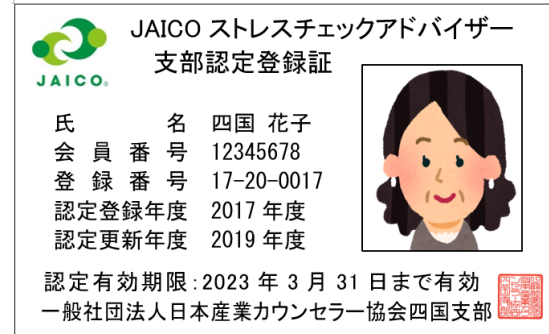 JAICO ストレスチェックアドバイザー
支部認定登録証
JAICO®
氏 名 四国 花子
会 員 番 号 12345678
登 録 番 号 17-20-0017
認定登録年度 2017 年度
認定更新年度 2019 年度
認定有効期限:2023 年 3 月 31 日まで有効
一般社団法人日本産業カウンセラー協会四国支部